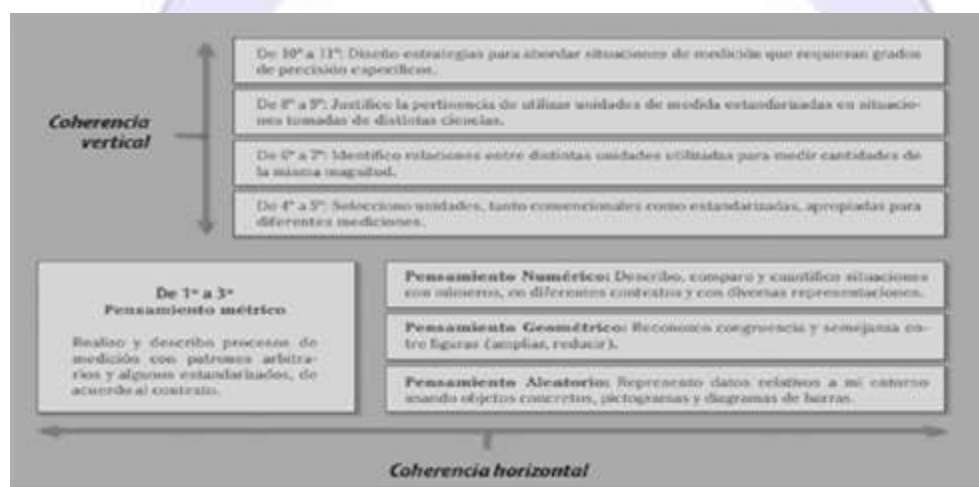 De 10° a 11°: Diseño estrategias para abordar situaciones de medición que requieran grados
de precisión específicos.
De 8° a 9°: Justifico la pertinencia de utilizar unidades de medida estandarizadas en situacio-
nes tomadas de distintas ciencias.
Coherencia
vertical
De 6° a 7°: Identifico relaciones entre distintas unidades utilizadas para medir cantidades de
la misma magnitud.
De 4° a 5°: Selecciono unidades, tanto convencionales como estandarizadas, apropiadas para
diferentes mediciones.
De 1° a 3°
Pensamiento métrico
Realizo y describo procesos de
medición con patrones arbitra-
rios y algunos estandarizados, de
acuerdo al contexto.
Pensamiento Numérico: Describo, comparo y cuantifico situaciones
con números, en diferentes contextos y con diversas representaciones.
Pensamiento Geométrico: Reconozco congruencia y semejanza en-
tre figuras (ampliar, reducir).
Pensamiento Aleatorio: Represento datos relativos a mi entorno
usando objetos concretos, pictogramas y diagramas de barras.
Coherencia horizontal